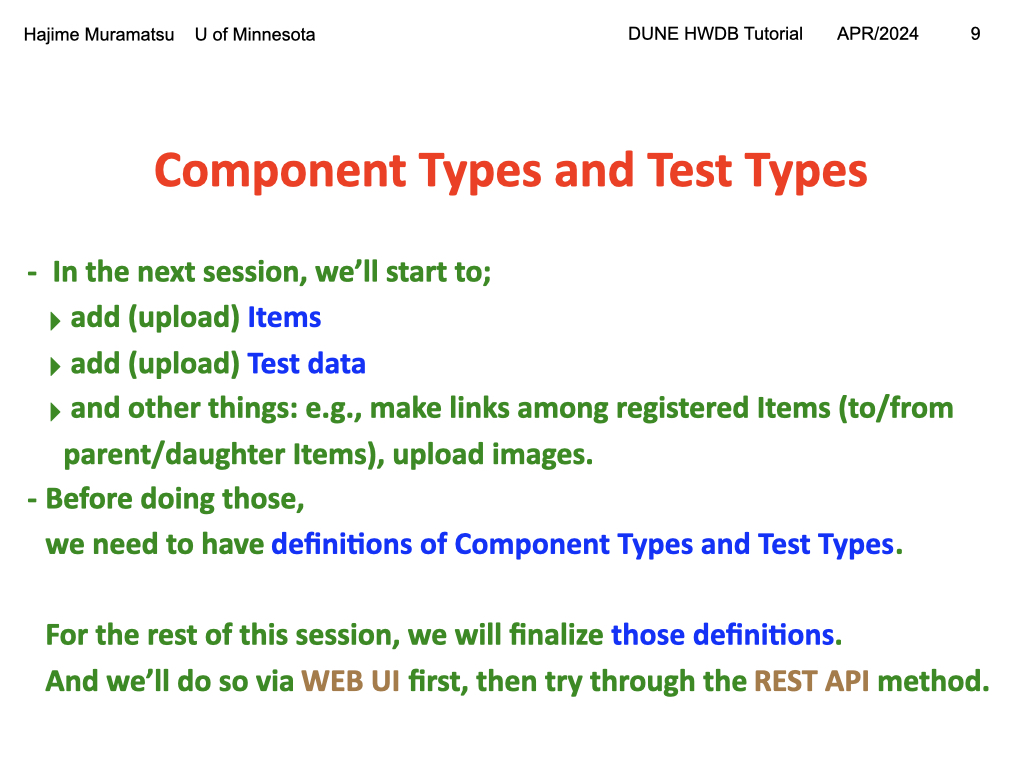 Hajime Muramatsu U of Minnesota DUNE HWDB Tutorial APR/2024 9
Component Types and Test Types
- In the next session, we’ll start to;
‣ add (upload) Items
‣ add (upload) Test data
‣ and other things: e.g., make links among registered Items (to/from
parent/daughter Items), upload images.
- Before doing those,
we need to have definitions of Component Types and Test Types.
For the rest of this session, we will finalize those definitions.
And we’ll do so via WEB UI first, then try through the REST API method.